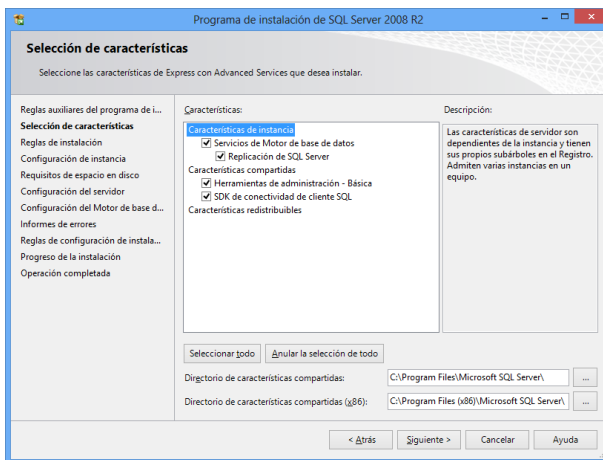 Programa de instalación de SQL Server 2008 R2
Selección de características
Seleccione las características de Express con Advanced Services que desea instalar.
Reglas auxiliares del programa de i...
Selección de características
Reglas de instalación
Configuración de instancia
Requisitos de espacio en disco
Configuración del servidor
Configuración del Motor de base d...
Informes de errores
Reglas de configuración de instala...
Progreso de la instalación
Operación completada
Características:
Características de instancia
Servicios de Motor de base de datos
Replicación de SQL Server
Características compartidas
Herramientas de administración - Básica
SDK de conectividad de cliente SQL
Características redistribuibles
Descripción:
Las características de servidor son
dependientes de la instancia y tienen
sus propios subárboles en el Registro.
Admiten varias instancias en un
equipo.
Seleccionar todo
Anular la selección de todo
Directorio de características compartidas:
C:\Program Files\Microsoft SQL Server\
...
Directorio de características compartidas (x86):
C:\Program Files (x86)\Microsoft SQL Server\
...
< Atrás
Siguiente >
Cancelar
Ayuda